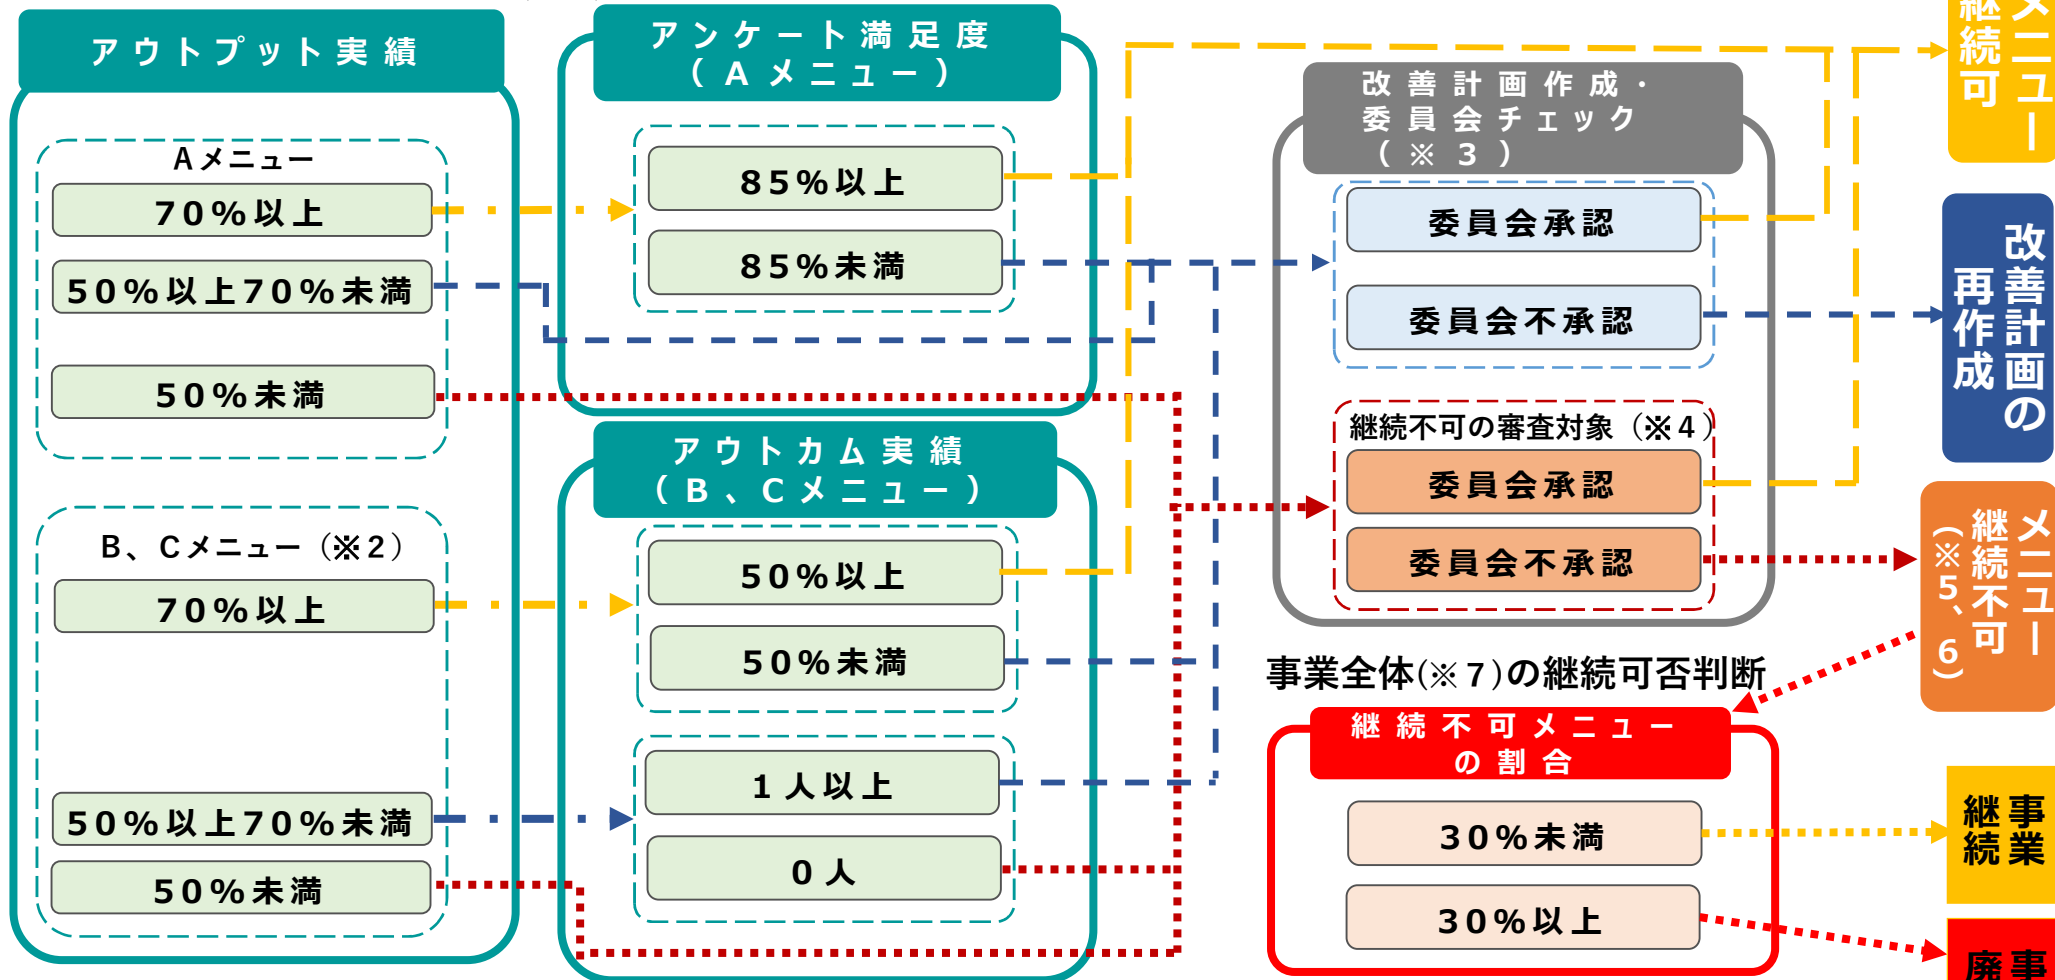 アウトプット実績
Aメニュー
70%以上
50%以上70%未満
50%未満
B、Cメニュー（※2）
70%以上
50%以上70%未満
50%未満
アンケート満足度
（Aメニュー）
85%以上
85%未満
アウトカム実績
（B、Cメニュー）
50%以上
50%未満
1人以上
0人
改善計画作成・
委員会チェック
（※3）
委員会承認
委員会不承認
継続不可の審査対象（※4）
委員会承認
委員会不承認
事業全体(※7)の継続可否判断
継続不可メニュー
の割合
30%未満
30%以上
メニュー
継続可
改善計画の
再作成
メニュー
継続不可
（※5、6）
事業
継続
事
廃